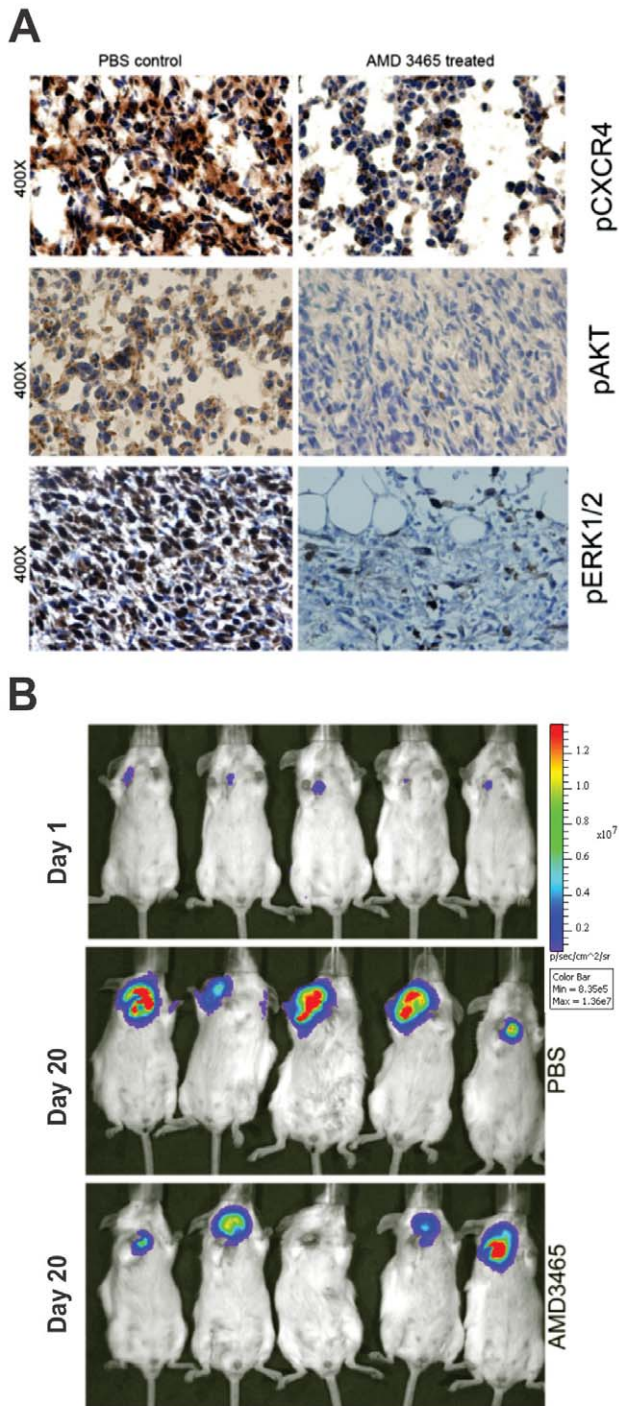 A
PBS control
AMD 3465 treated
400X
pCXCR4
400X
pAKT
400X
pERK1/2
B
Day 1
1.2
1.0
0.8
x10^7
0.6
0.4
0.2
p/sec/cm^2/sr
Color Bar
Min = 8.35e5
Max = 1.36e7
Day 20
PBS
Day 20
AMD3465